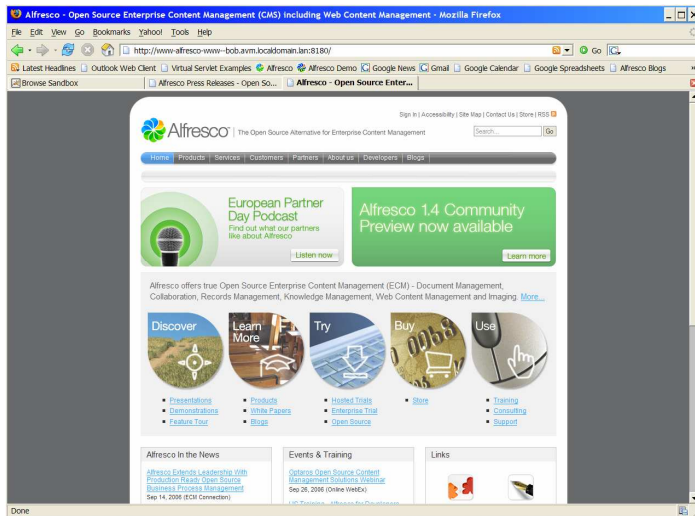 Alfresco - Open Source Enterprise Content Management (CMS) including Web Content Management - Mozilla Firefox
File Edit View Go Bookmarks Yahoo! Tools Help
http://www-alfresco-www--bob.avm.localdomain.lan:8180/
Go
Latest Headlines Outlook Web Client Virtual Servlet Examples Alfresco Alfresco Demo Google News Gmail Google Calendar Google Spreadsheets Alfresco Blogs
Browse Sandbox
Alfresco Press Releases - Open So...
Alfresco - Open Source Enter...
Sign In | Accessibility | Site Map | Contact Us | Store | RSS
Alfresco
The Open Source Alternative for Enterprise Content Management
Search...
Go
Home Products Services Customers Partners About us Developers Blogs
European Partner
Day Podcast
Find out what our partners
like about Alfresco
Listen now
Alfresco 1.4 Community
Preview now available
Learn more
Alfresco offers true Open Source Enterprise Content Management (ECM) - Document Management,
Collaboration, Records Management, Knowledge Management, Web Content Management and Imaging. More...
Discover
Learn
More
Try
Buy
Use
Presentations
Demonstrations
Feature Tour
Products
White Papers
Blogs
Hosted Trials
Enterprise Trial
Open Source
Store
Training
Consulting
Support
Alfresco In the News
Alfresco Extends Leadership With
Production Ready Open Source
Business Process Management
Sep 14, 2006 (ECM Connection)
Events & Training
Optaros Open Source Content
Management Solutions Webinar
Sep 26, 2006 (Online WebEx)
US Training - Alfresco for Developers
Links
Done